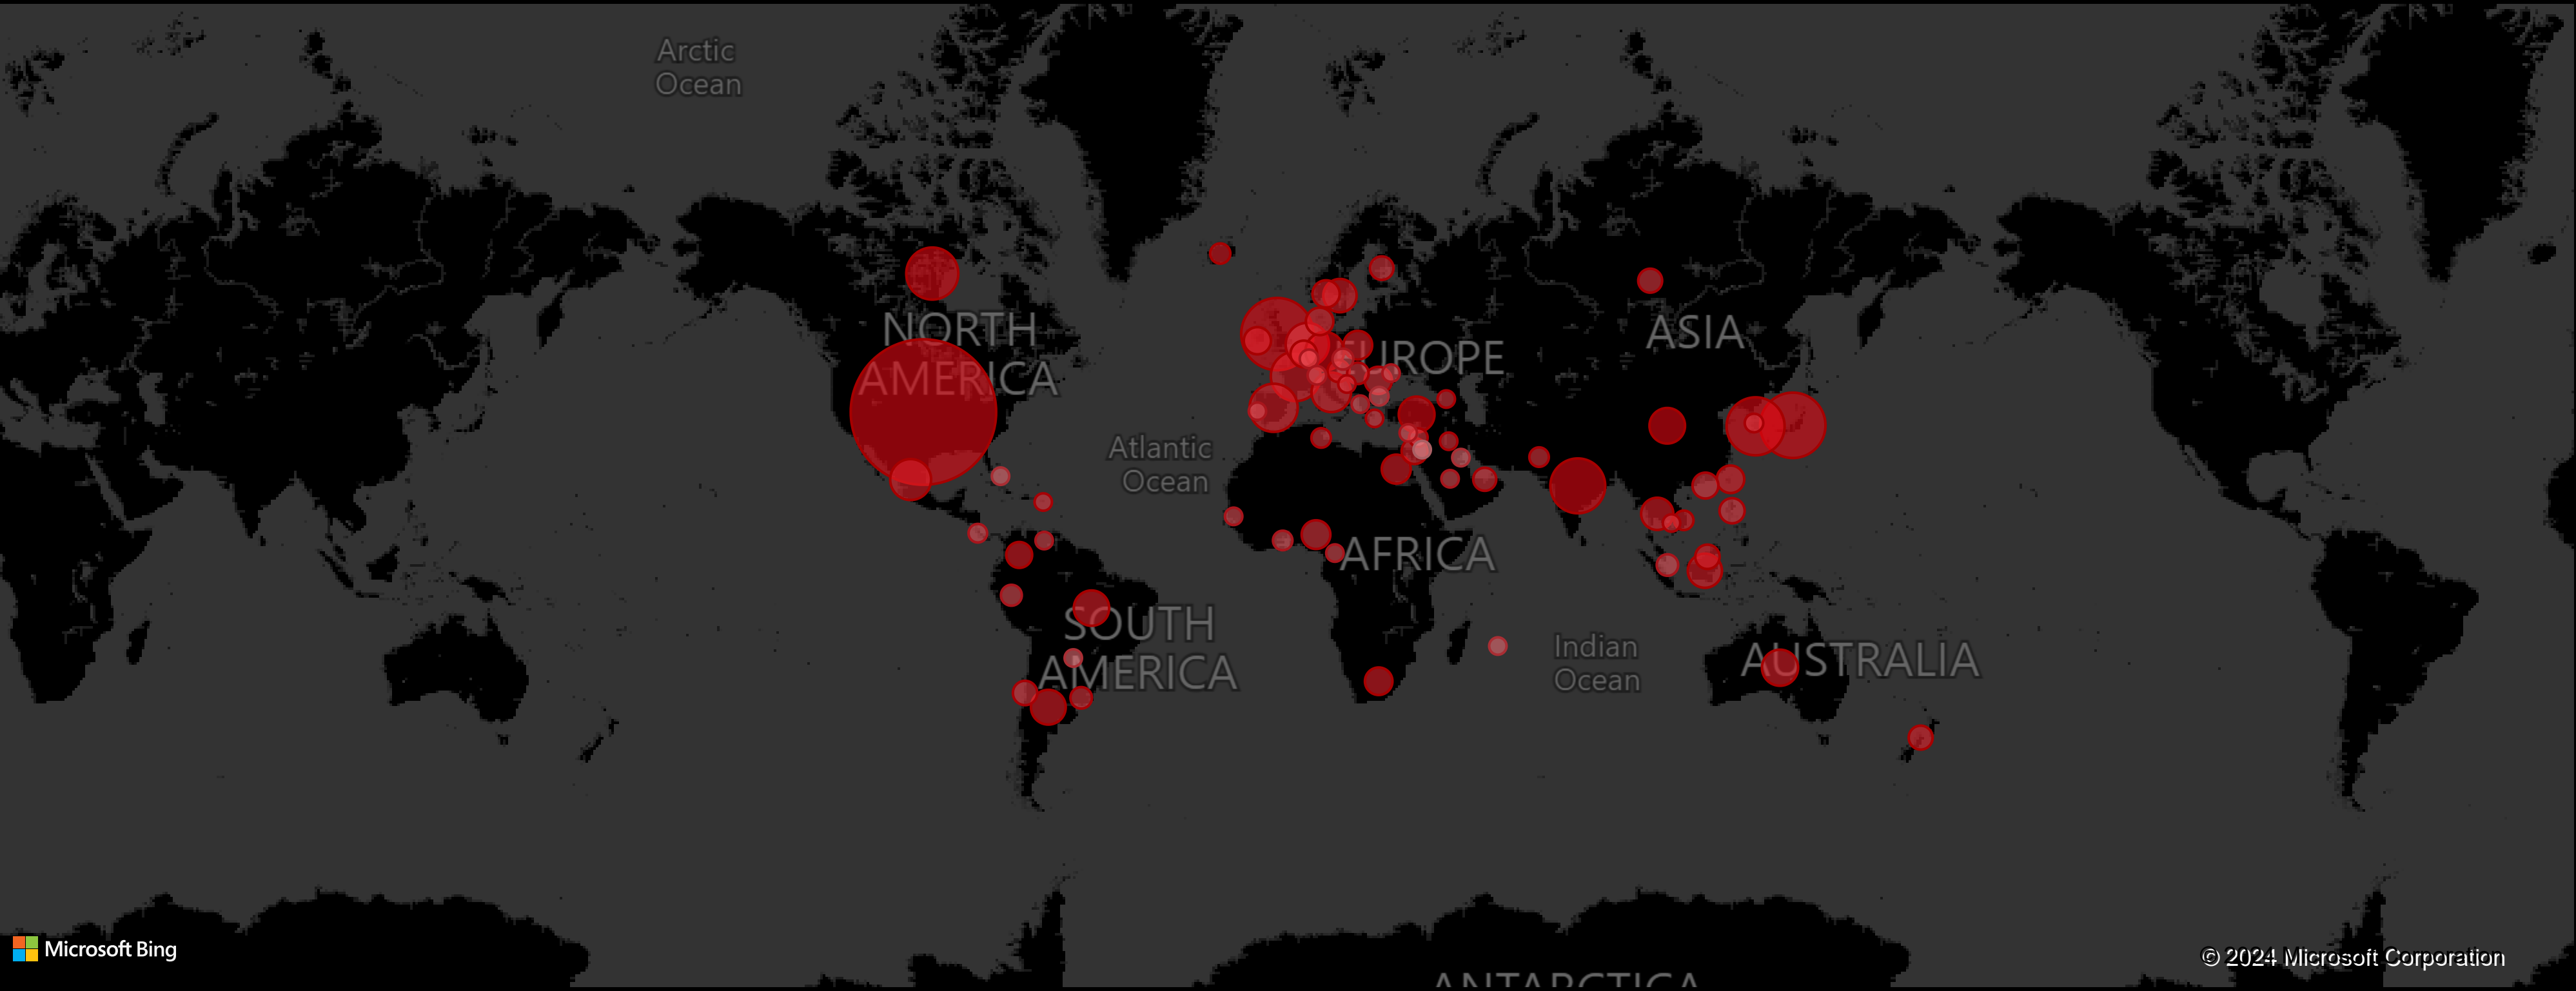 Arctic
Ocean
NORTH
AMERICA
EUROPE
ASIA
Atlantic
Ocean
AFRICA
SOUTH
AMERICA
Indian
Ocean
AUSTRALIA
ANTARCTICA
Microsoft Bing
© 2024 Microsoft Corporation